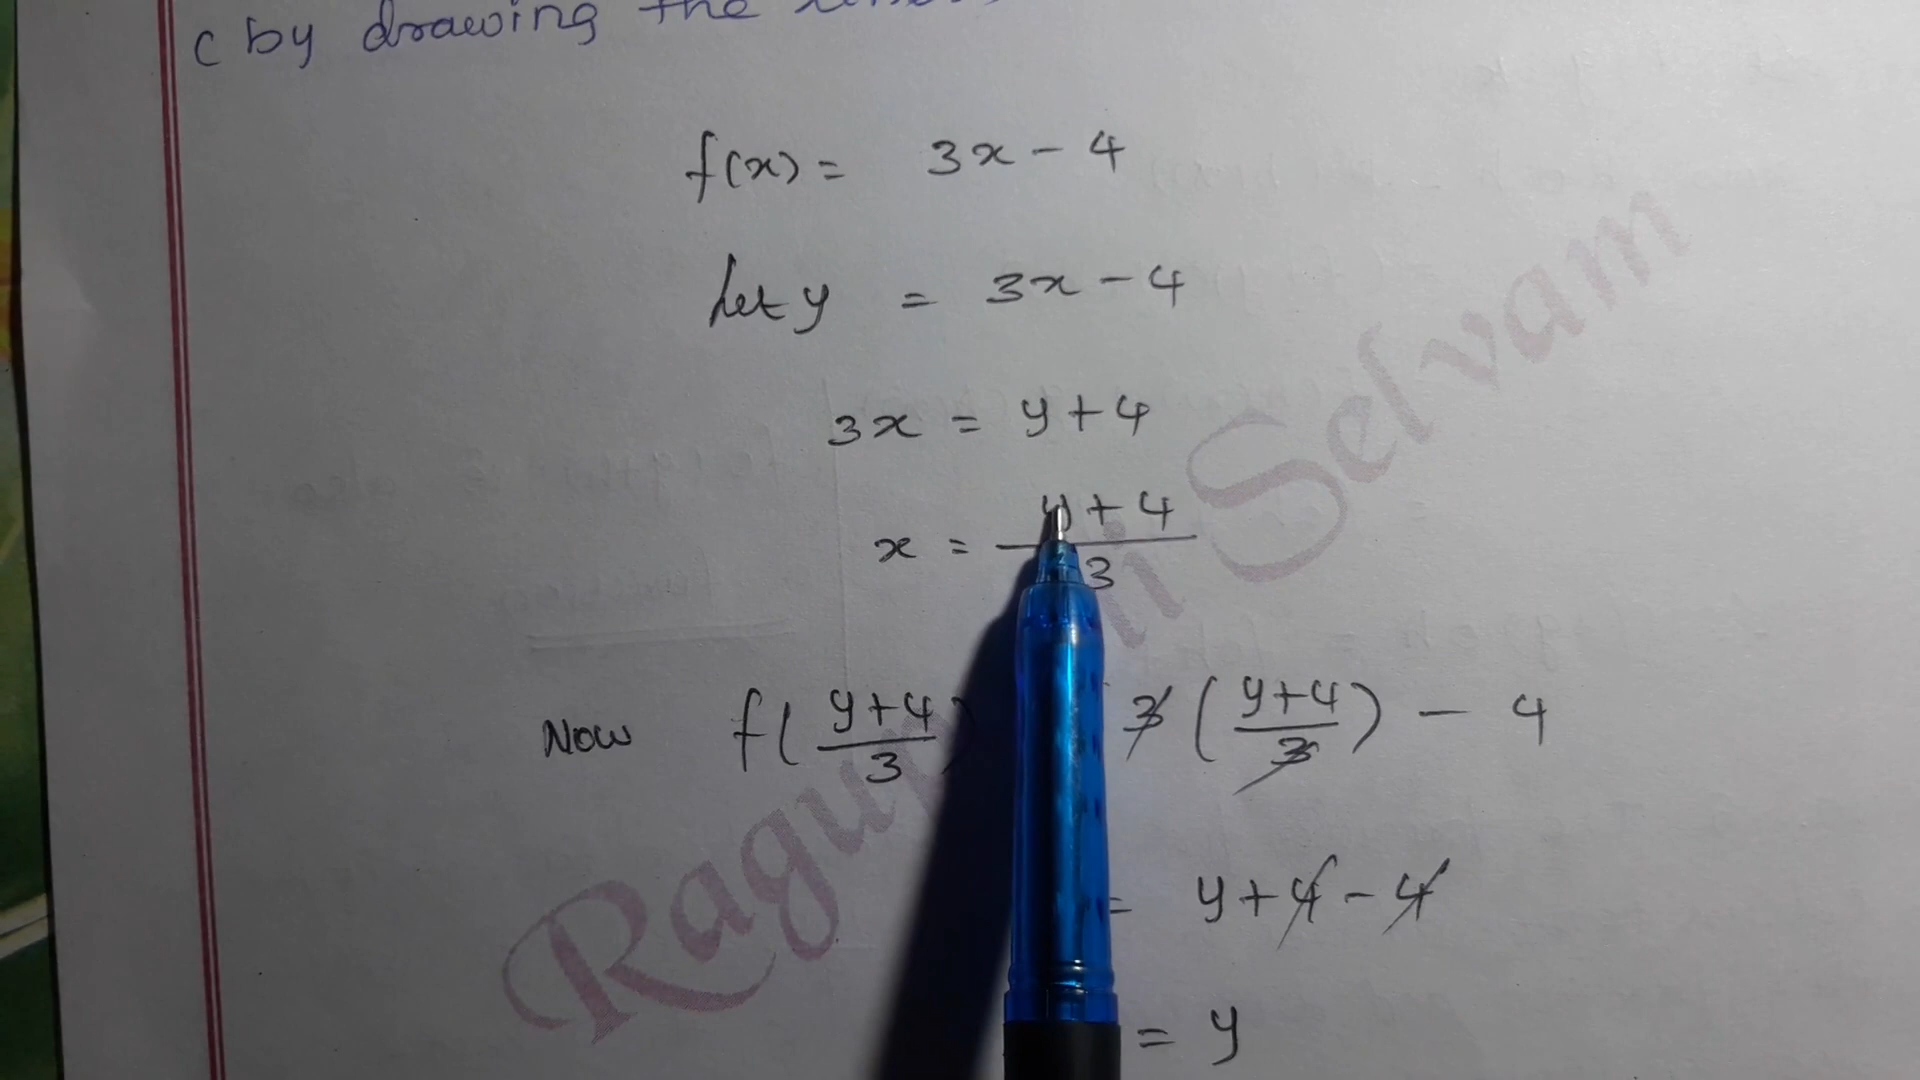 c by drawing the
f(x) = 3x - 4
Let y = 3x - 4
3x = y + 4
x = y + 4 / 3
Now f(y+4 / 3) 3(y+4 / 3) - 4
= y + 4 - 4
= y
Selvam